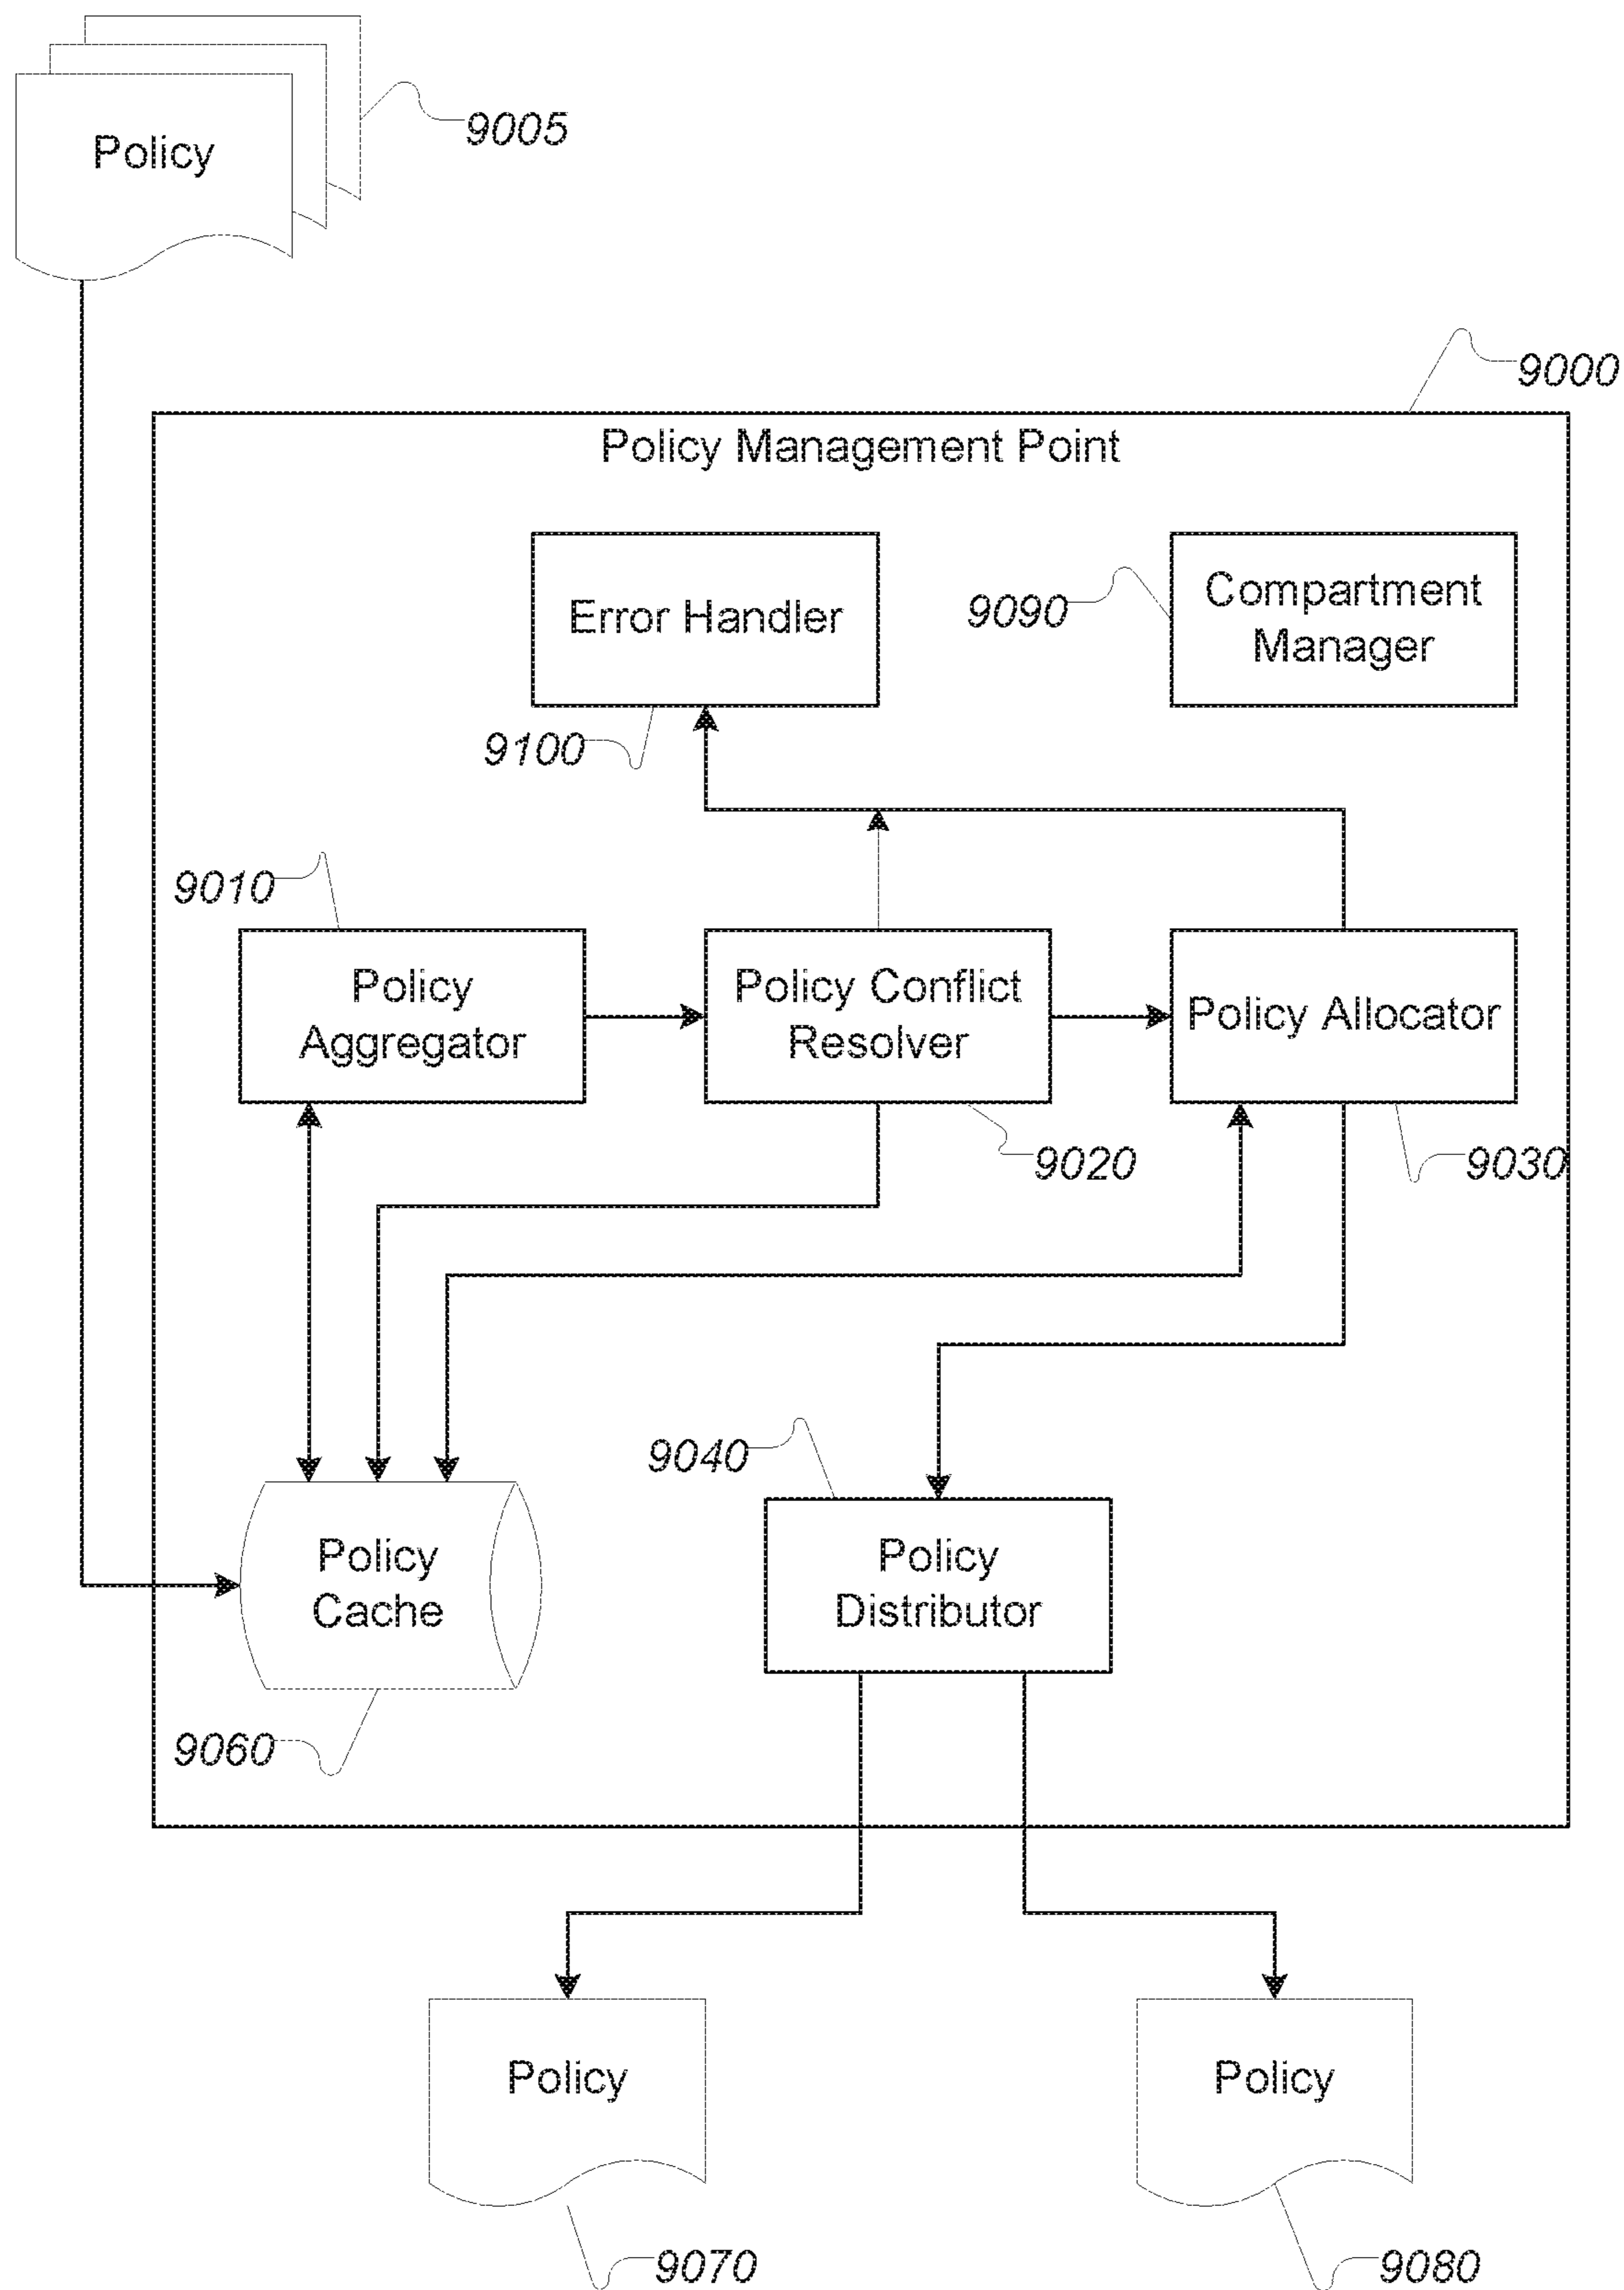 Policy
9005
9000
Policy Management Point
Error Handler
9090
Compartment
Manager
9100
9010
Policy
Aggregator
Policy Conflict
Resolver
Policy Allocator
9020
9030
9040
Policy
Cache
Policy
Distributor
9060
Policy
Policy
9070
9080